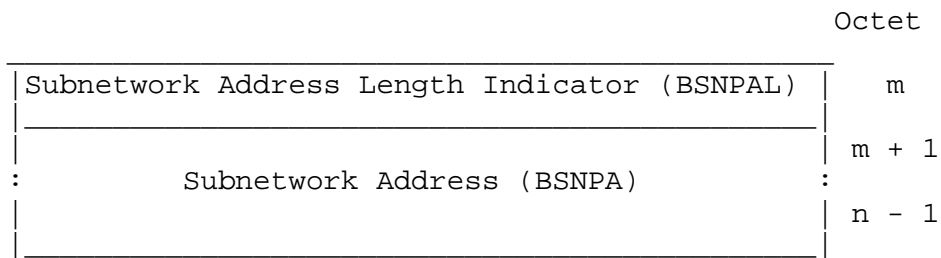 Octet
Subnetwork Address Length Indicator (BSNPAL) m
m + 1
: Subnetwork Address (BSNPA) :
n - 1